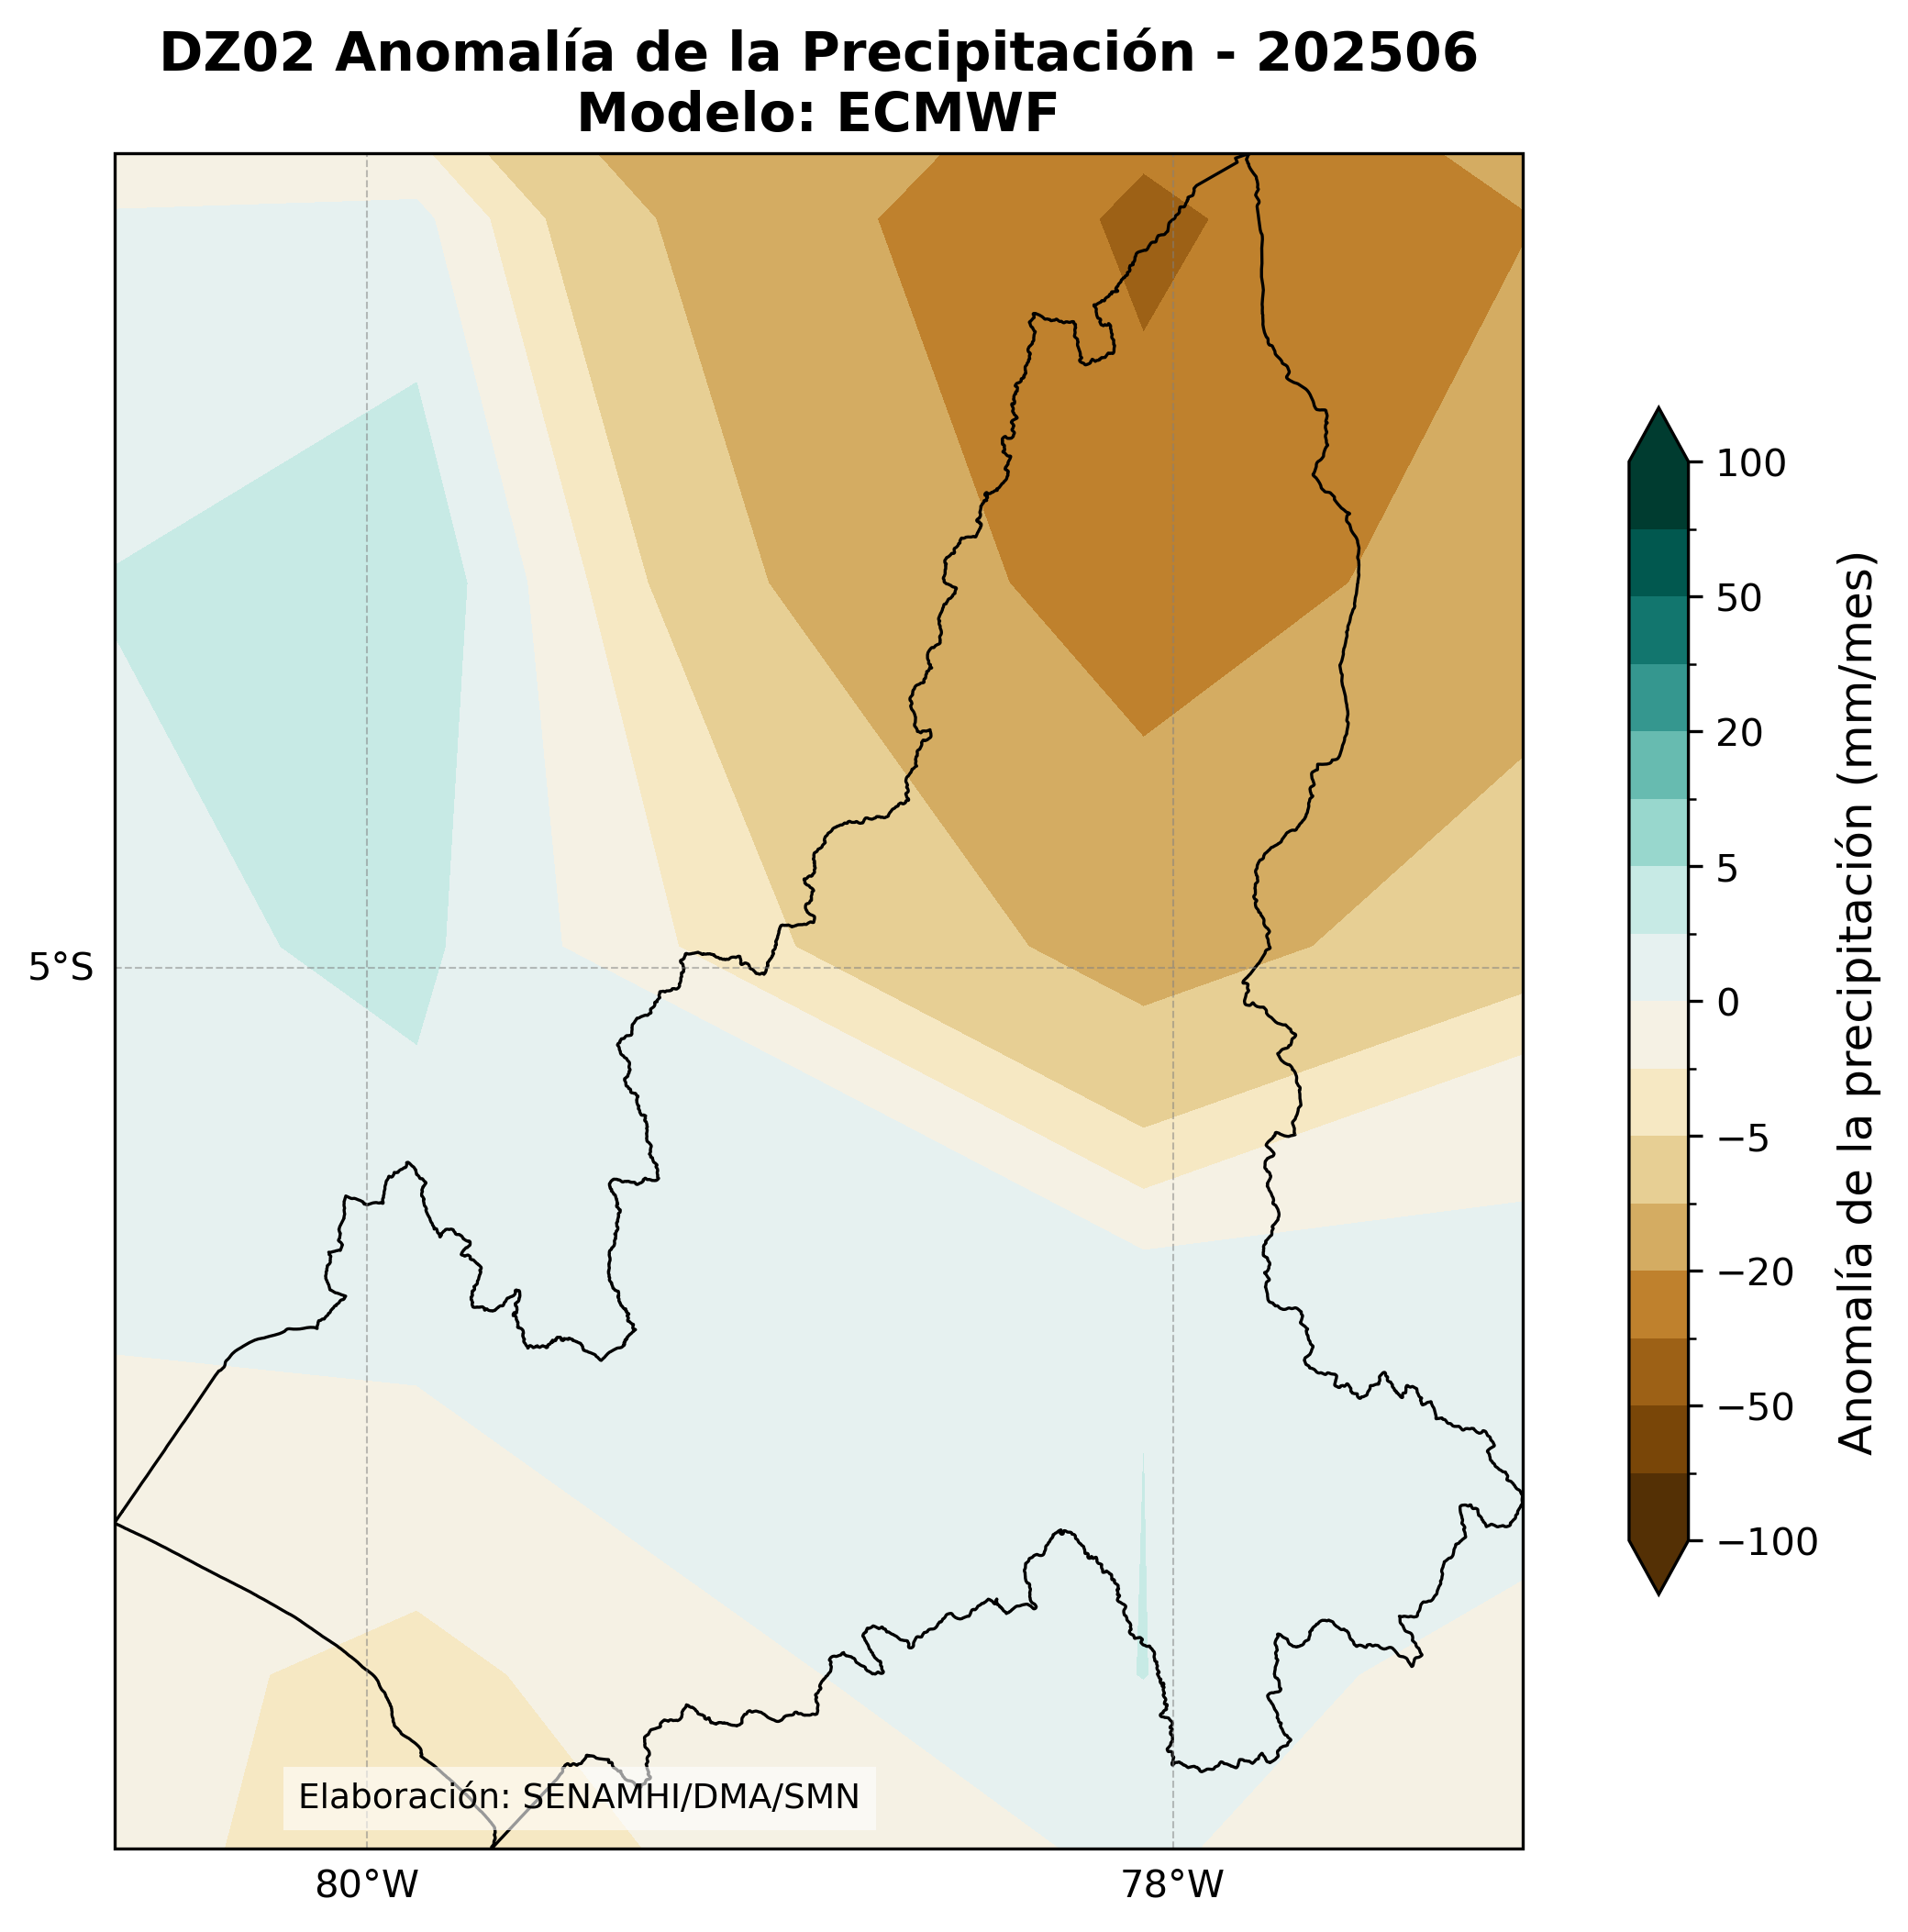 DZ02 Anomalía de la Precipitación - 202506
Modelo: ECMWF
5°S
80°W
78°W
Elaboración: SENAMHI/DMA/SMN
100
50
20
5
0
−5
−20
−50
−100
Anomalía de la precipitación (mm/mes)